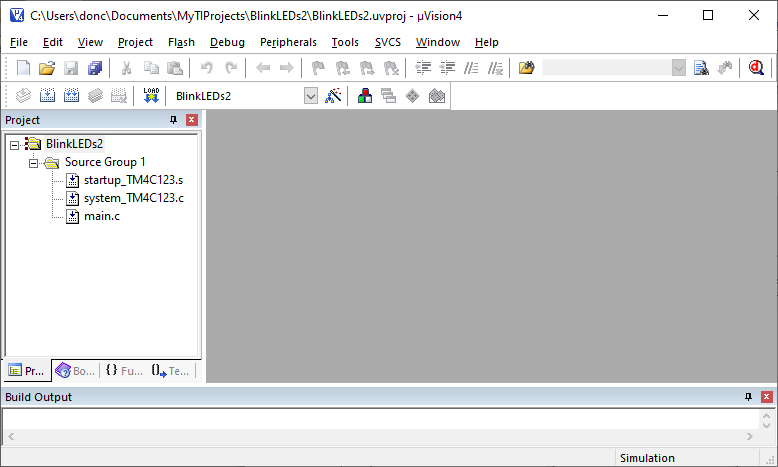 C:\Users\donc\Documents\MyTIProjects\BlinkLEDs2\BlinkLEDs2.uvproj - µVision4
File Edit View Project Flash Debug Peripherals Tools SVCS Window Help
LOAD BlinkLEDs2
Project
BlinkLEDs2
Source Group 1
startup_TM4C123.s
system_TM4C123.c
main.c
Pr... Bo... {} Fu... {} Te...
Build Output
Simulation